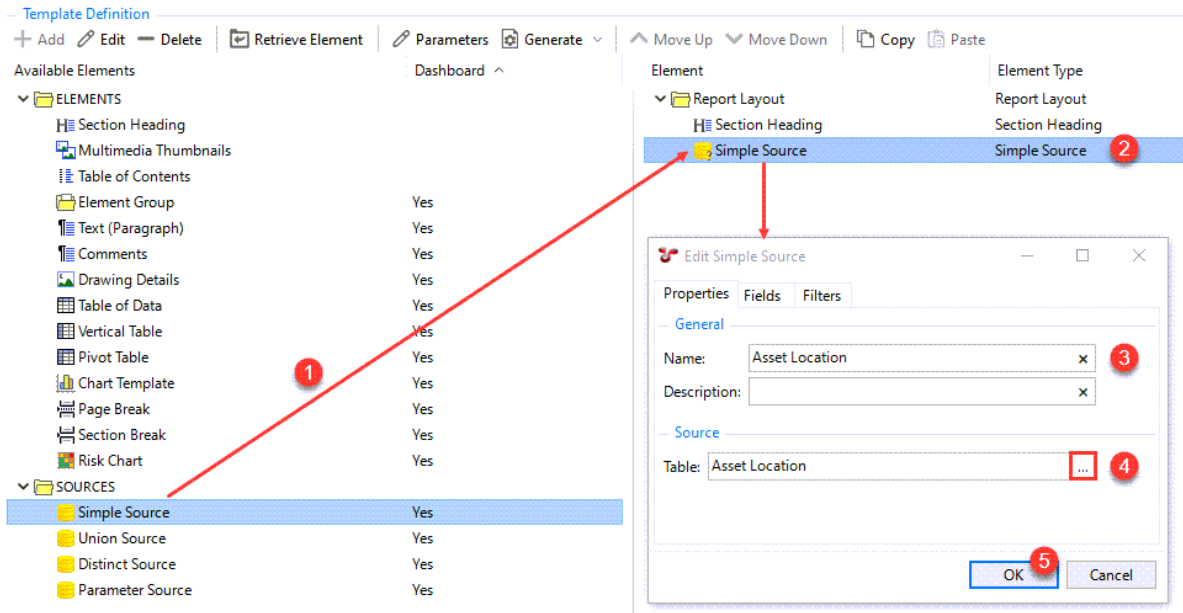 Template Definition
Add Edit Delete Retrieve Element Parameters Generate Move Up Move Down Copy Paste
Available Elements Dashboard
ELEMENTS
Section Heading
Multimedia Thumbnails
Table of Contents
Element Group Yes
Text (Paragraph) Yes
Comments Yes
Drawing Details Yes
Table of Data Yes
Vertical Table Yes
Pivot Table Yes
Chart Template Yes
Page Break Yes
Section Break Yes
Risk Chart Yes
SOURCES
Simple Source Yes
Union Source Yes
Distinct Source Yes
Parameter Source Yes
1
Element Element Type
Report Layout Report Layout
Section Heading Section Heading
Simple Source Simple Source 2
Edit Simple Source
Properties Fields Filters
General
Name: Asset Location 3
Description:
Source
Table: Asset Location ... 4
5
OK Cancel